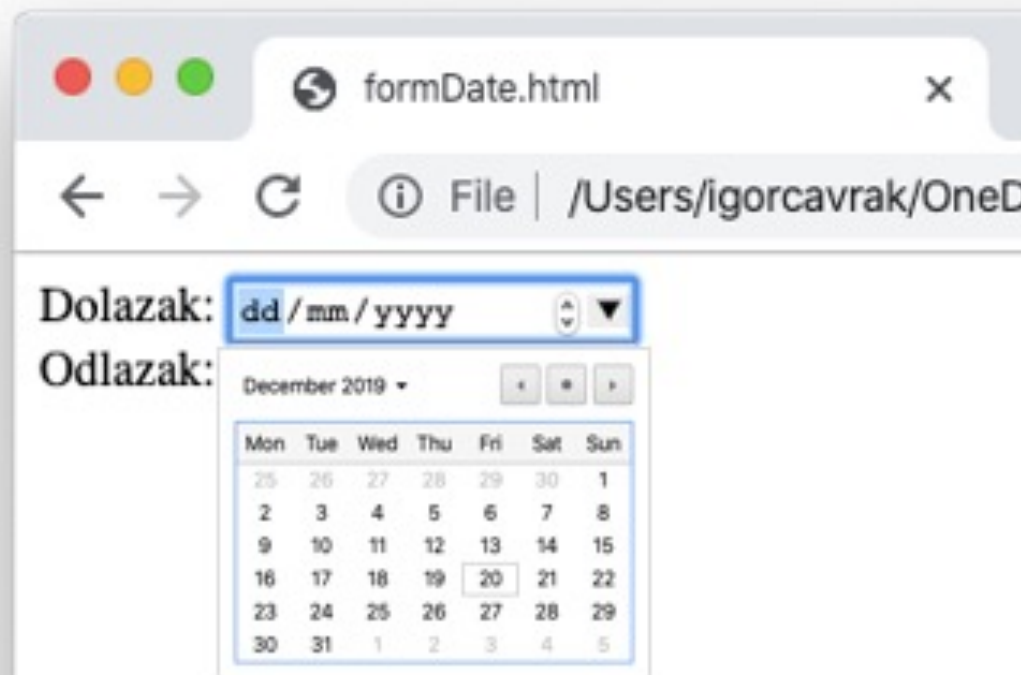 formDate.html
File /Users/igorcavrak/OneD
Dolazak: dd/mm/yyyy
Odlazak:
December 2019
Mon Tue Wed Thu Fri Sat Sun
25 26 27 28 29 30 1
2 3 4 5 6 7 8
9 10 11 12 13 14 15
16 17 18 19 20 21 22
23 24 25 26 27 28 29
30 31 1 2 3 4 5